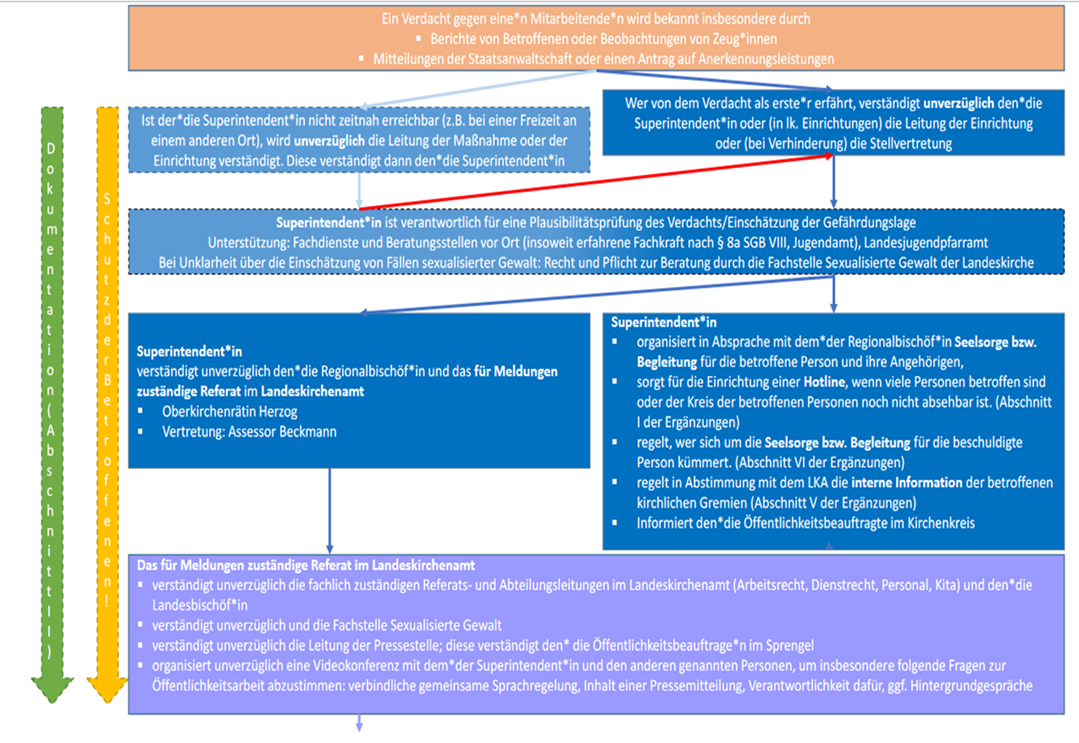 Ein Verdacht gegen eine*n Mitarbeitende*n wird bekannt insbesondere durch
▪ Berichte von Betroffenen oder Beobachtungen von Zeug*innen
▪ Mitteilungen der Staatsanwaltschaft oder einen Antrag auf Anerkennungsleistungen
Dokumentation (Abschnitt II)
Schutz der Betroffenen!
Ist der*die Superintendent*in nicht zeitnah erreichbar (z.B. bei einer Freizeit an
einem anderen Ort), wird unverzüglich die Leitung der Maßnahme oder der
Einrichtung verständigt. Diese verständigt dann den*die Superintendent*in
Wer von dem Verdacht als erste*r erfährt, verständigt unverzüglich den*die
Superintendent*in oder (in lk. Einrichtungen) die Leitung der Einrichtung
oder (bei Verhinderung) die Stellvertretung
Superintendent*in ist verantwortlich für eine Plausibilitätsprüfung des Verdachts/Einschätzung der Gefährdungslage
Unterstützung: Fachdienste und Beratungsstellen vor Ort (insoweit erfahrene Fachkraft nach § 8a SGB VIII, Jugendamt), Landesjugendpfarramt
Bei Unklarheit über die Einschätzung von Fällen sexualisierter Gewalt: Recht und Pflicht zur Beratung durch die Fachstelle Sexualisierte Gewalt der Landeskirche
Superintendent*in
verständigt unverzüglich den*die Regionalbischöf*in und das für Meldungen
zuständige Referat im Landeskirchenamt
▪ Oberkirchenrätin Herzog
▪ Vertretung: Assessor Beckmann
Superintendent*in
▪ organisiert in Absprache mit dem*der Regionalbischöf*in Seelsorge bzw.
Begleitung für die betroffene Person und ihre Angehörigen,
▪ sorgt für die Einrichtung einer Hotline, wenn viele Personen betroffen sind
oder der Kreis der betroffenen Personen noch nicht absehbar ist. (Abschnitt
I der Ergänzungen)
▪ regelt, wer sich um die Seelsorge bzw. Begleitung für die beschuldigte
Person kümmert. (Abschnitt VI der Ergänzungen)
▪ regelt in Abstimmung mit dem LKA die interne Information der betroffenen
kirchlichen Gremien (Abschnitt V der Ergänzungen)
▪ Informiert den*die Öffentlichkeitsbeauftragte im Kirchenkreis
Das für Meldungen zuständige Referat im Landeskirchenamt
▪ verständigt unverzüglich die fachlich zuständigen Referats- und Abteilungsleitungen im Landeskirchenamt (Arbeitsrecht, Dienstrecht, Personal, Kita) und den*die
Landesbischöf*in
▪ verständigt unverzüglich und die Fachstelle Sexualisierte Gewalt
▪ verständigt unverzüglich die Leitung der Pressestelle; diese verständigt den* die Öffentlichkeitsbeauftrage*n im Sprengel
▪ organisiert unverzüglich eine Videokonferenz mit dem*der Superintendent*in und den anderen genannten Personen, um insbesondere folgende Fragen zur
Öffentlichkeitsarbeit abzustimmen: verbindliche gemeinsame Sprachregelung, Inhalt einer Pressemitteilung, Verantwortlichkeit dafür, ggf. Hintergrundgespräche